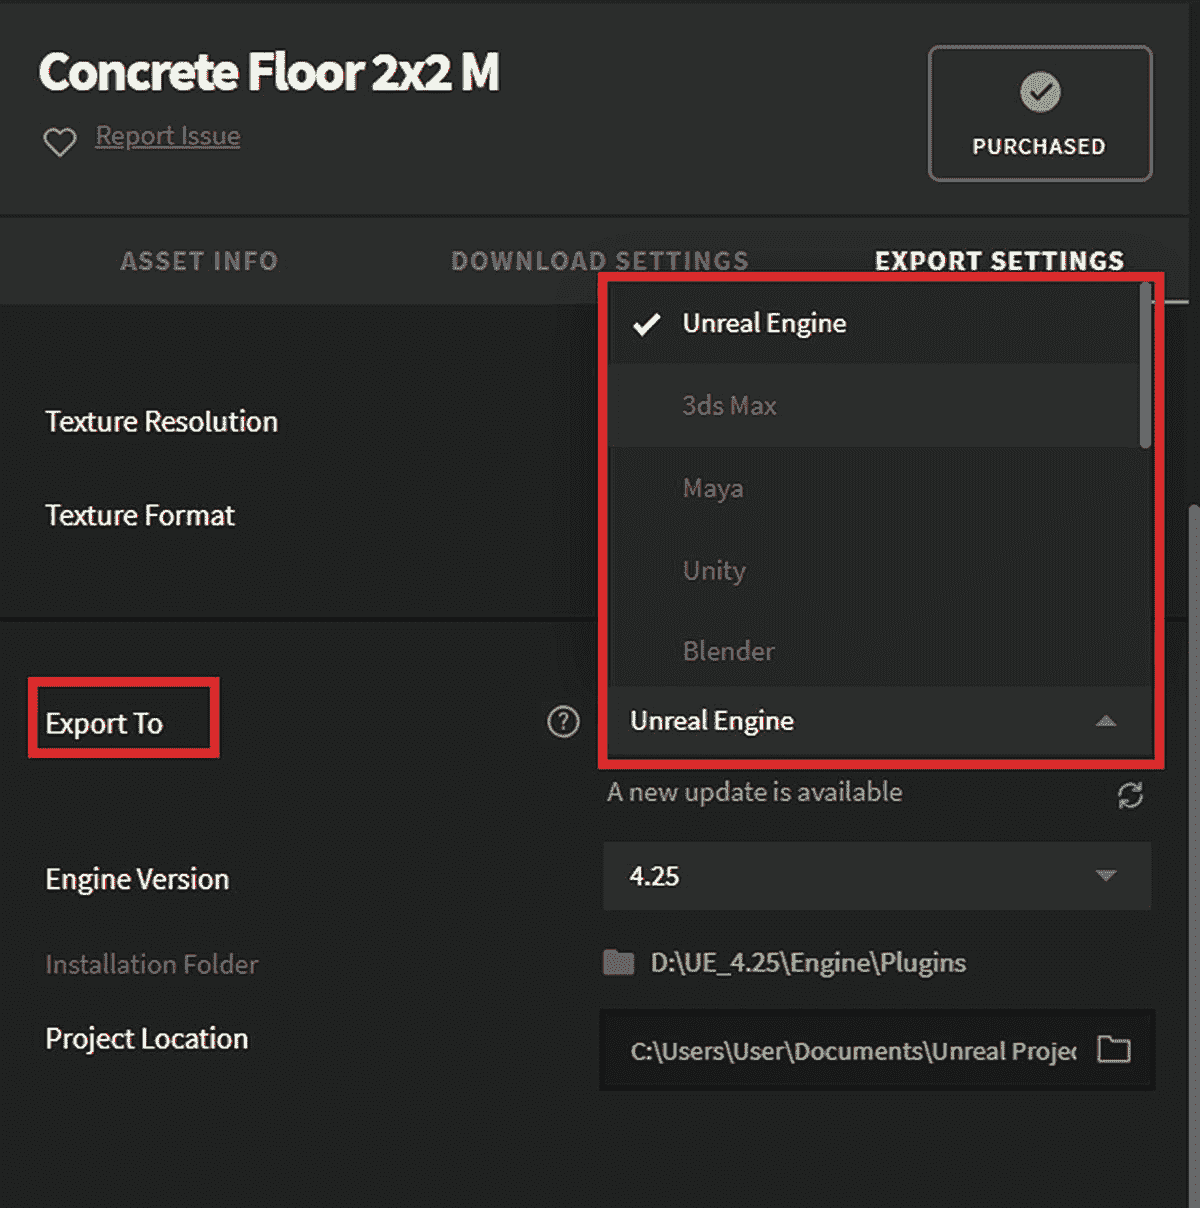 Concrete Floor 2x2 M
Report Issue
PURCHASED
ASSET INFO
DOWNLOAD SETTINGS
EXPORT SETTINGS
Texture Resolution
Texture Format
Unreal Engine
3ds Max
Maya
Unity
Blender
Export To
?
Unreal Engine
A new update is available
Engine Version
4.25
Installation Folder
D:\UE_4.25\Engine\Plugins
Project Location
C:\Users\User\Documents\Unreal Projec